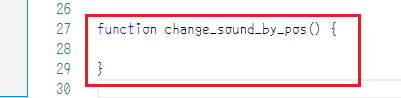 26
27 function change_sound_by_pos() {
28
29 }
30